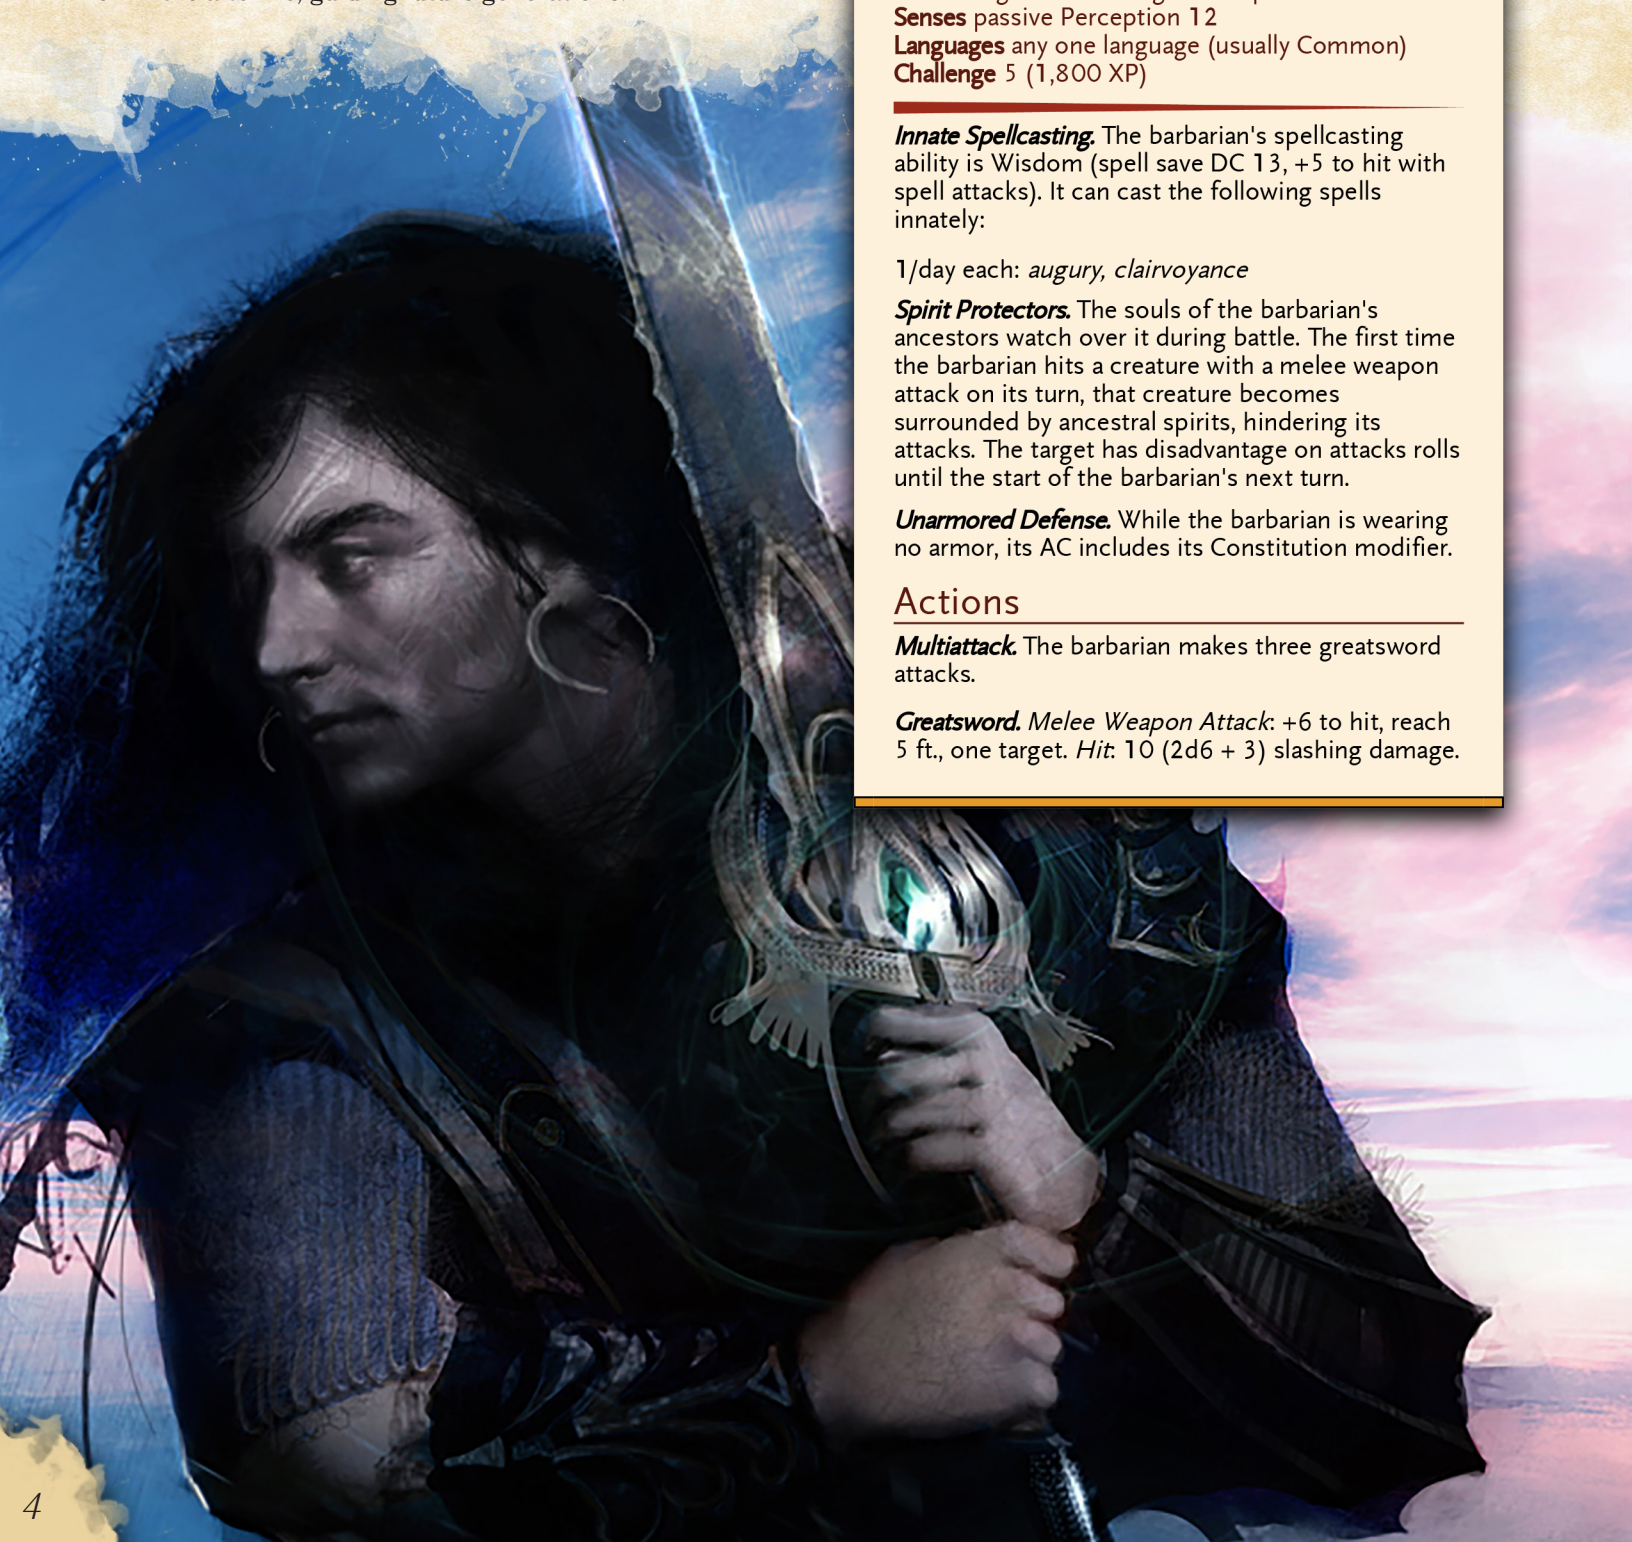 Senses passive Perception 12
Languages any one language (usually Common)
Challenge 5 (1,800 XP)
Innate Spellcasting. The barbarian's spellcasting
ability is Wisdom (spell save DC 13, +5 to hit with
spell attacks). It can cast the following spells
innately:
1/day each: augury, clairvoyance
Spirit Protectors. The souls of the barbarian's
ancestors watch over it during battle. The first time
the barbarian hits a creature with a melee weapon
attack on its turn, that creature becomes
surrounded by ancestral spirits, hindering its
attacks. The target has disadvantage on attacks rolls
until the start of the barbarian's next turn.
Unarmored Defense. While the barbarian is wearing
no armor, its AC includes its Constitution modifier.
Actions
Multiattack. The barbarian makes three greatsword
attacks.
Greatsword. Melee Weapon Attack: +6 to hit, reach
5 ft., one target. Hit: 10 (2d6 + 3) slashing damage.
4